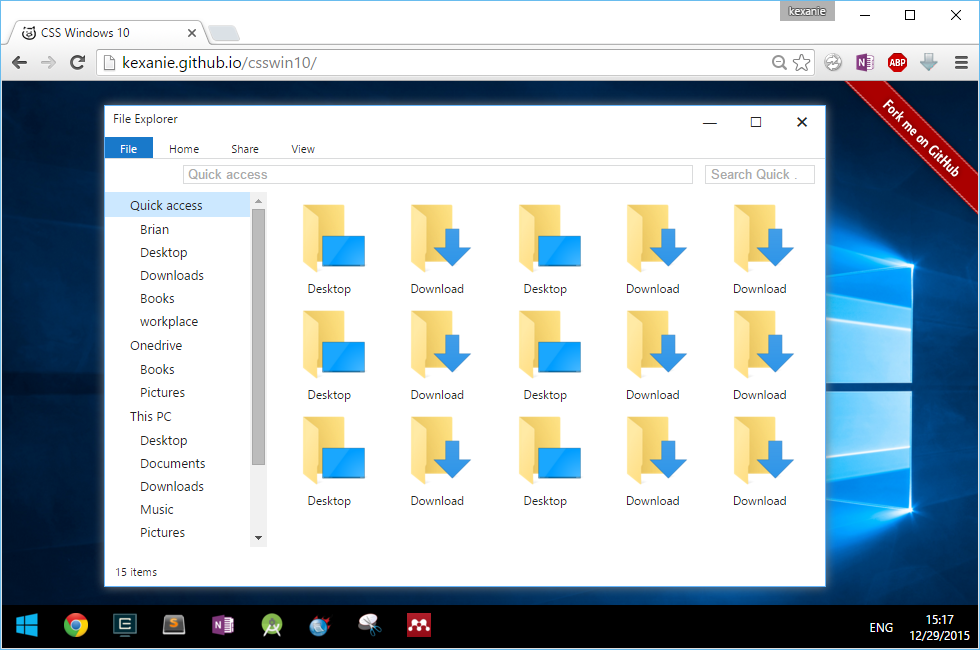 kexanie
CSS Windows 10
kexanie.github.io/csswin10/
ABP
Fork me on GitHub
File Explorer
File Home Share View
Quick access
Search Quick .
Quick access
Brian
Desktop
Downloads
Books
workplace
Onedrive
Books
Pictures
This PC
Desktop
Documents
Downloads
Music
Pictures
Desktop Download Desktop Download Download
Desktop Download Desktop Download Download
Desktop Download Desktop Download Download
15 items
ENG
15:17
12/29/2015